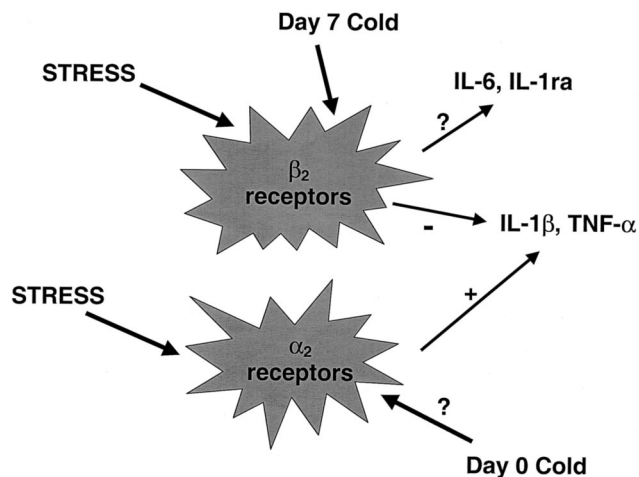 Day 7 Cold
STRESS
IL-6, IL-1ra
?
β₂
receptors
IL-1β, TNF-α
-
STRESS
+
α₂
receptors
?
Day 0 Cold